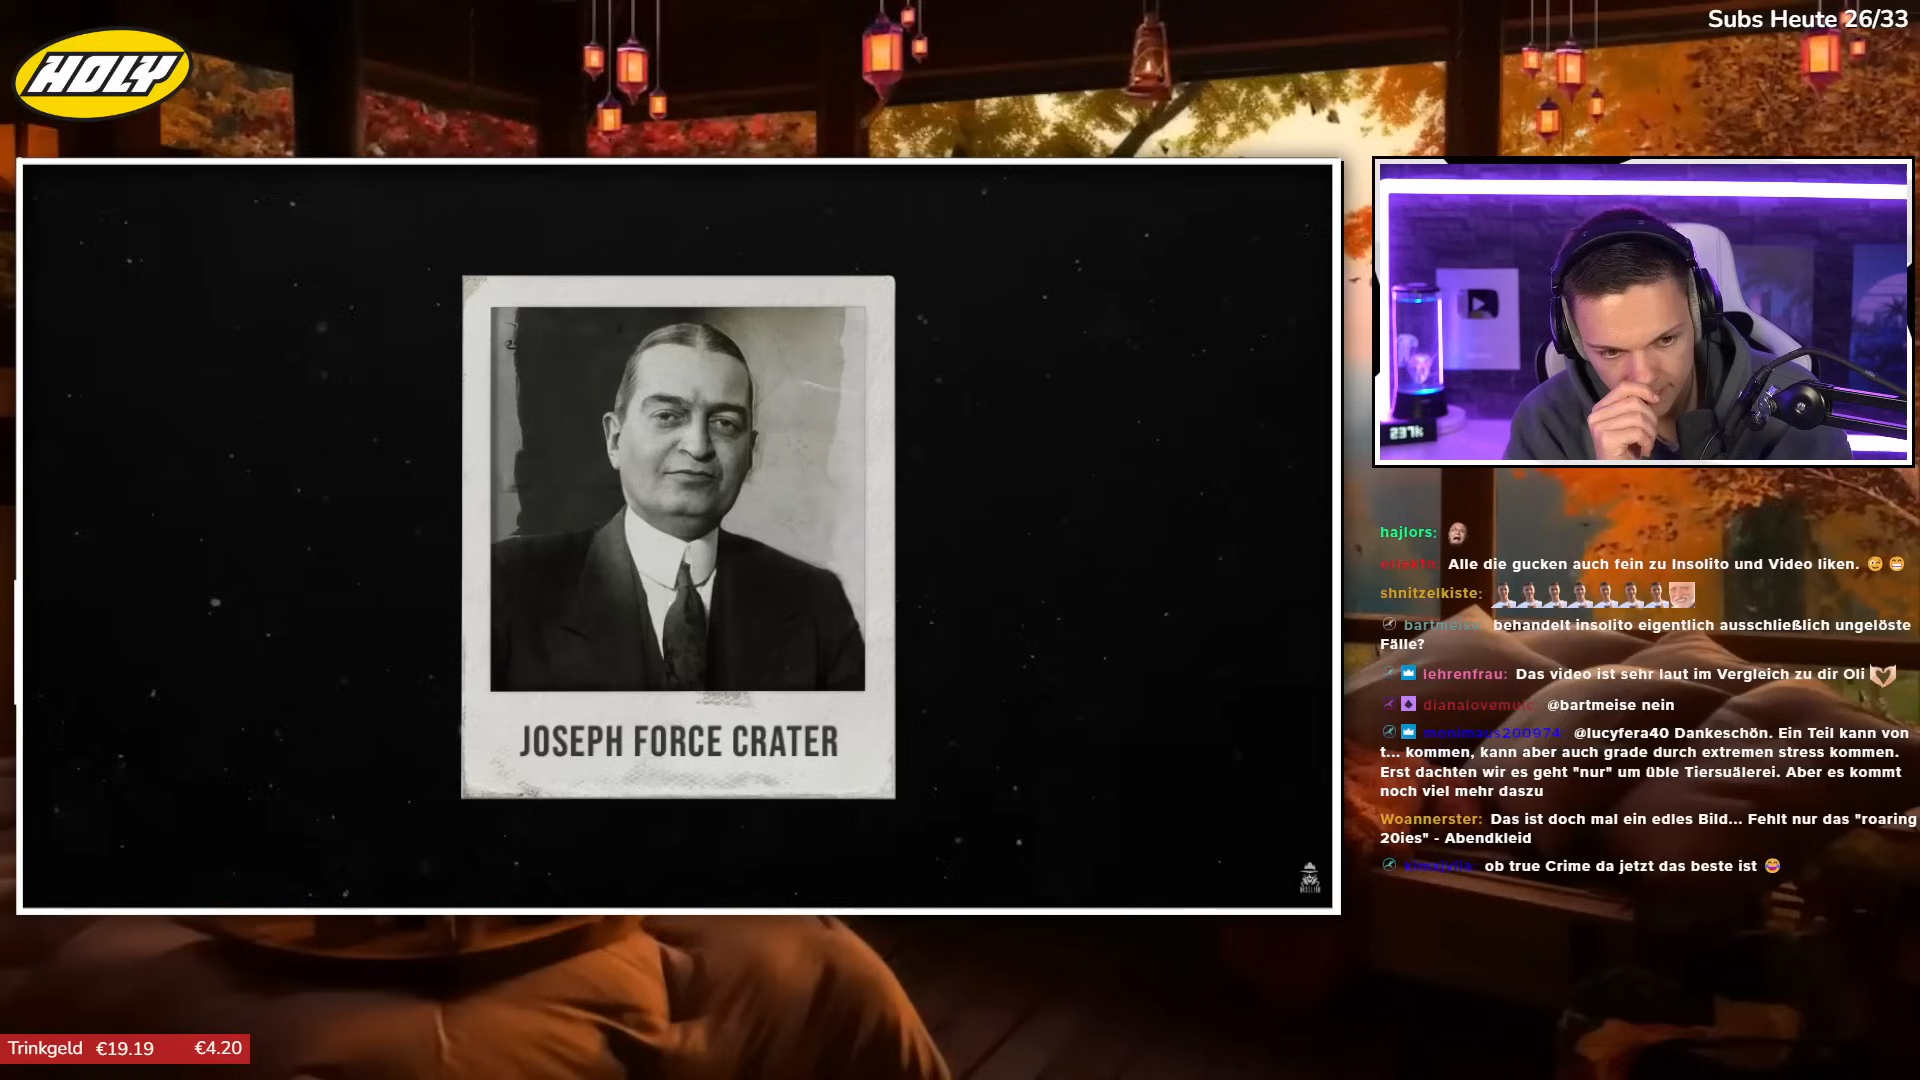 Subs Heute 26/33
HOLY
JOSEPH FORCE CRATER
237k
hajlors:
Alle die gucken auch fein zu Insolito und Video liken. 😉 😁
shnitzelkiste:
bartmeise: behandelt insolito eigentlich ausschließlich ungelöste
Fälle?
lehrenfrau: Das video ist sehr laut im Vergleich zu dir Oli
@bartmeise nein
monimaus200974: @lucyfera40 Dankeschön. Ein Teil kann von
t... kommen, kann aber auch grade durch extremen stress kommen.
Erst dachten wir es geht "nur" um üble Tiersuälerei. Aber es kommt
noch viel mehr daszu
Woannerster: Das ist doch mal ein edles Bild... Fehlt nur das "roaring
20ies" - Abendkleid
ob true Crime da jetzt das beste ist 😂
Trinkgeld €19.19 €4.20